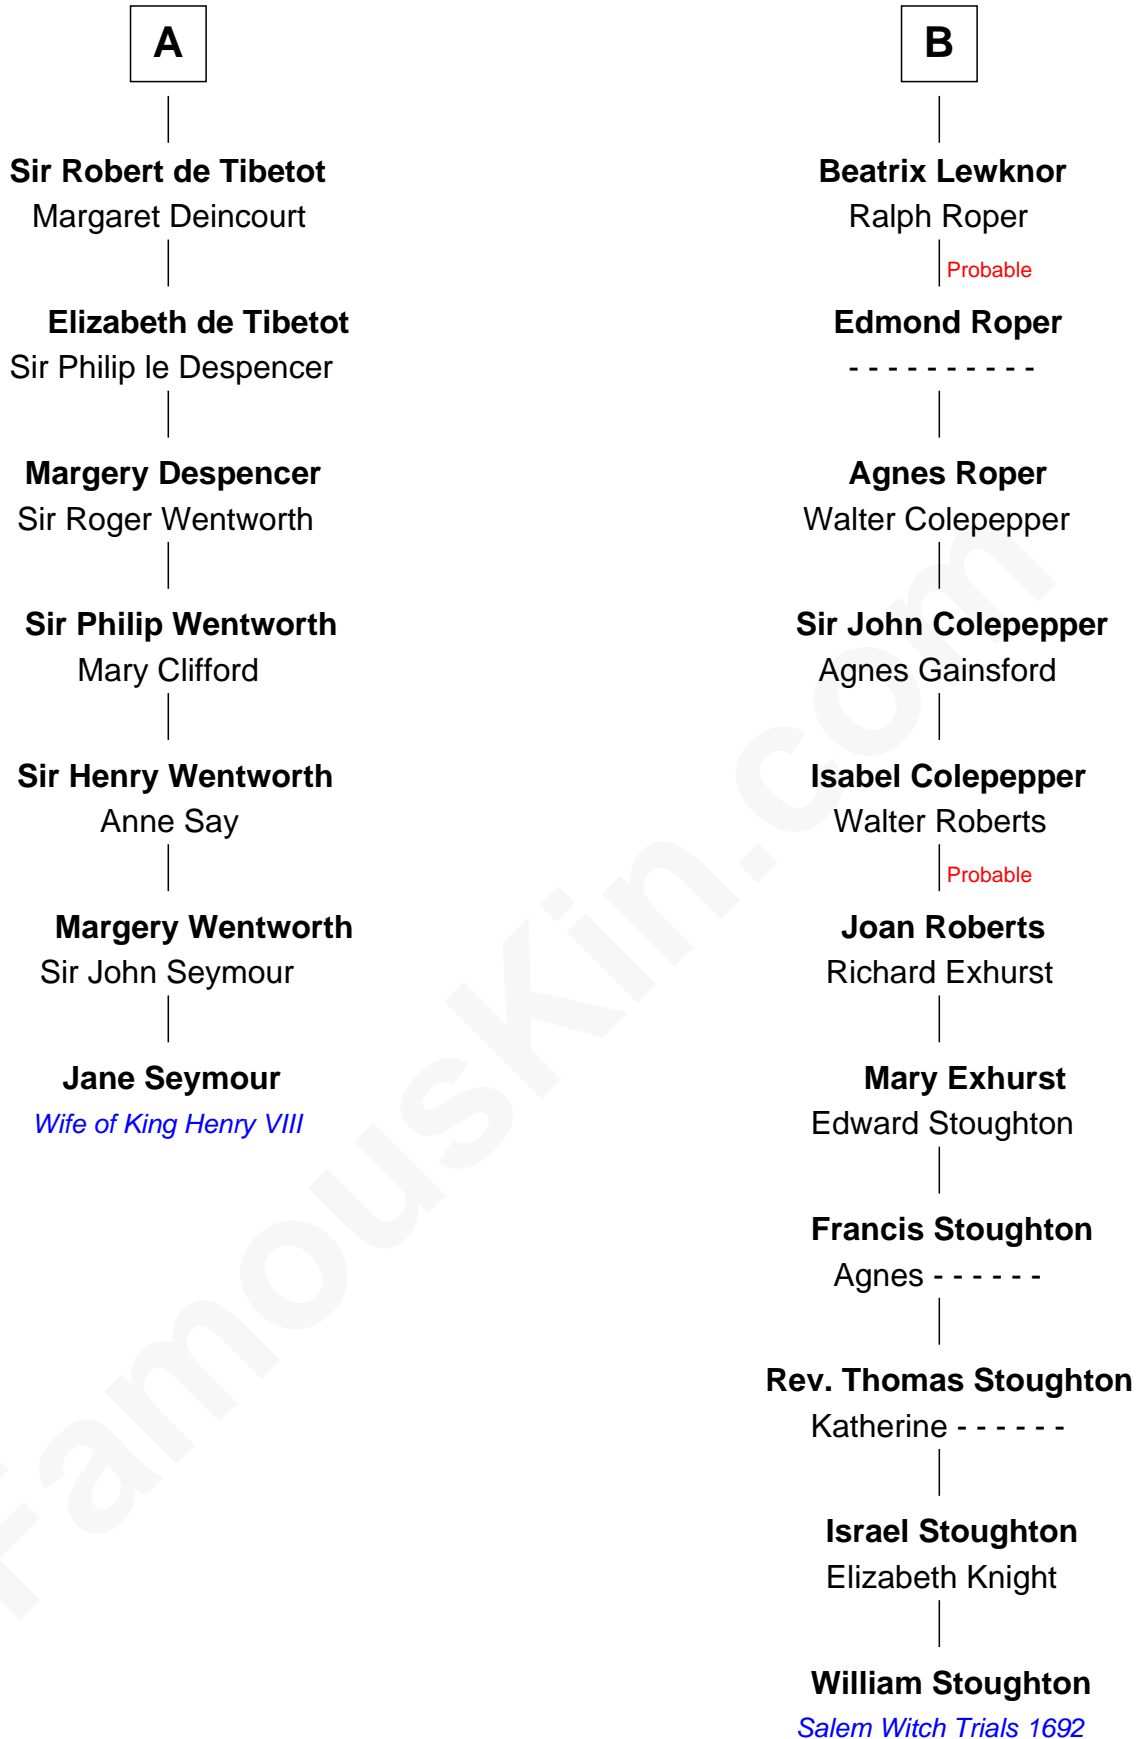 A
Sir Robert de Tibetot
Margaret Deincourt
Elizabeth de Tibetot
Sir Philip le Despencer
Margery Despencer
Sir Roger Wentworth
Sir Philip Wentworth
Mary Clifford
Sir Henry Wentworth
Anne Say
Margery Wentworth
Sir John Seymour
Jane Seymour
Wife of King Henry VIII
B
Beatrix Lewknor
Ralph Roper
Probable
Edmond Roper
- - - - - - - - - -
Agnes Roper
Walter Colepepper
Sir John Colepepper
Agnes Gainsford
Isabel Colepepper
Walter Roberts
Probable
Joan Roberts
Richard Exhurst
Mary Exhurst
Edward Stoughton
Francis Stoughton
Agnes - - - - - -
Rev. Thomas Stoughton
Katherine - - - - - -
Israel Stoughton
Elizabeth Knight
William Stoughton
Salem Witch Trials 1692
FamousKin.com